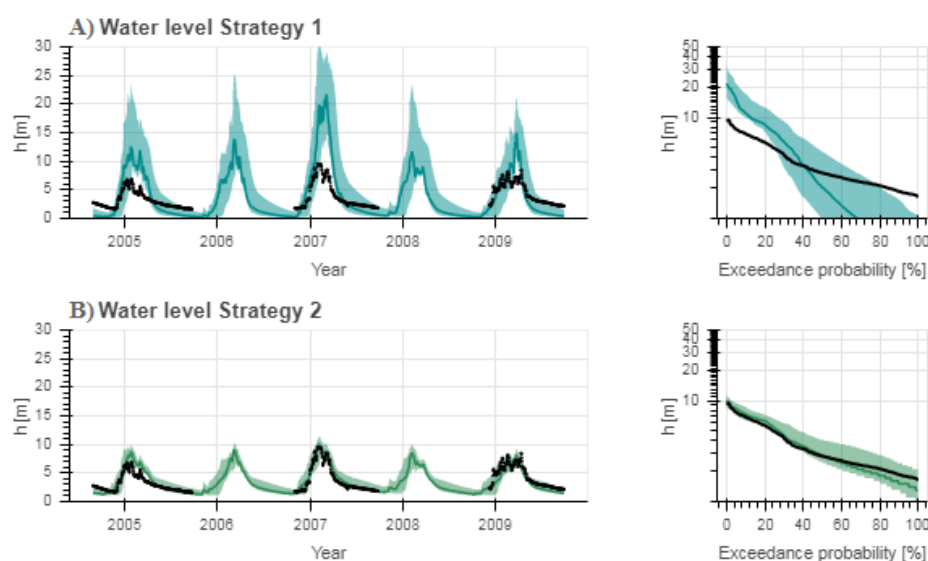 A) Water level Strategy 1
30
25
20
15
10
5
0
h [m]
2005 2006 2007 2008 2009
Year
50
40
30
20
10
h [m]
0 20 40 60 80 100
Exceedance probability [%]
B) Water level Strategy 2
30
25
20
15
10
5
0
h [m]
2005 2006 2007 2008 2009
Year
50
40
30
20
10
h [m]
0 20 40 60 80 100
Exceedance probability [%]